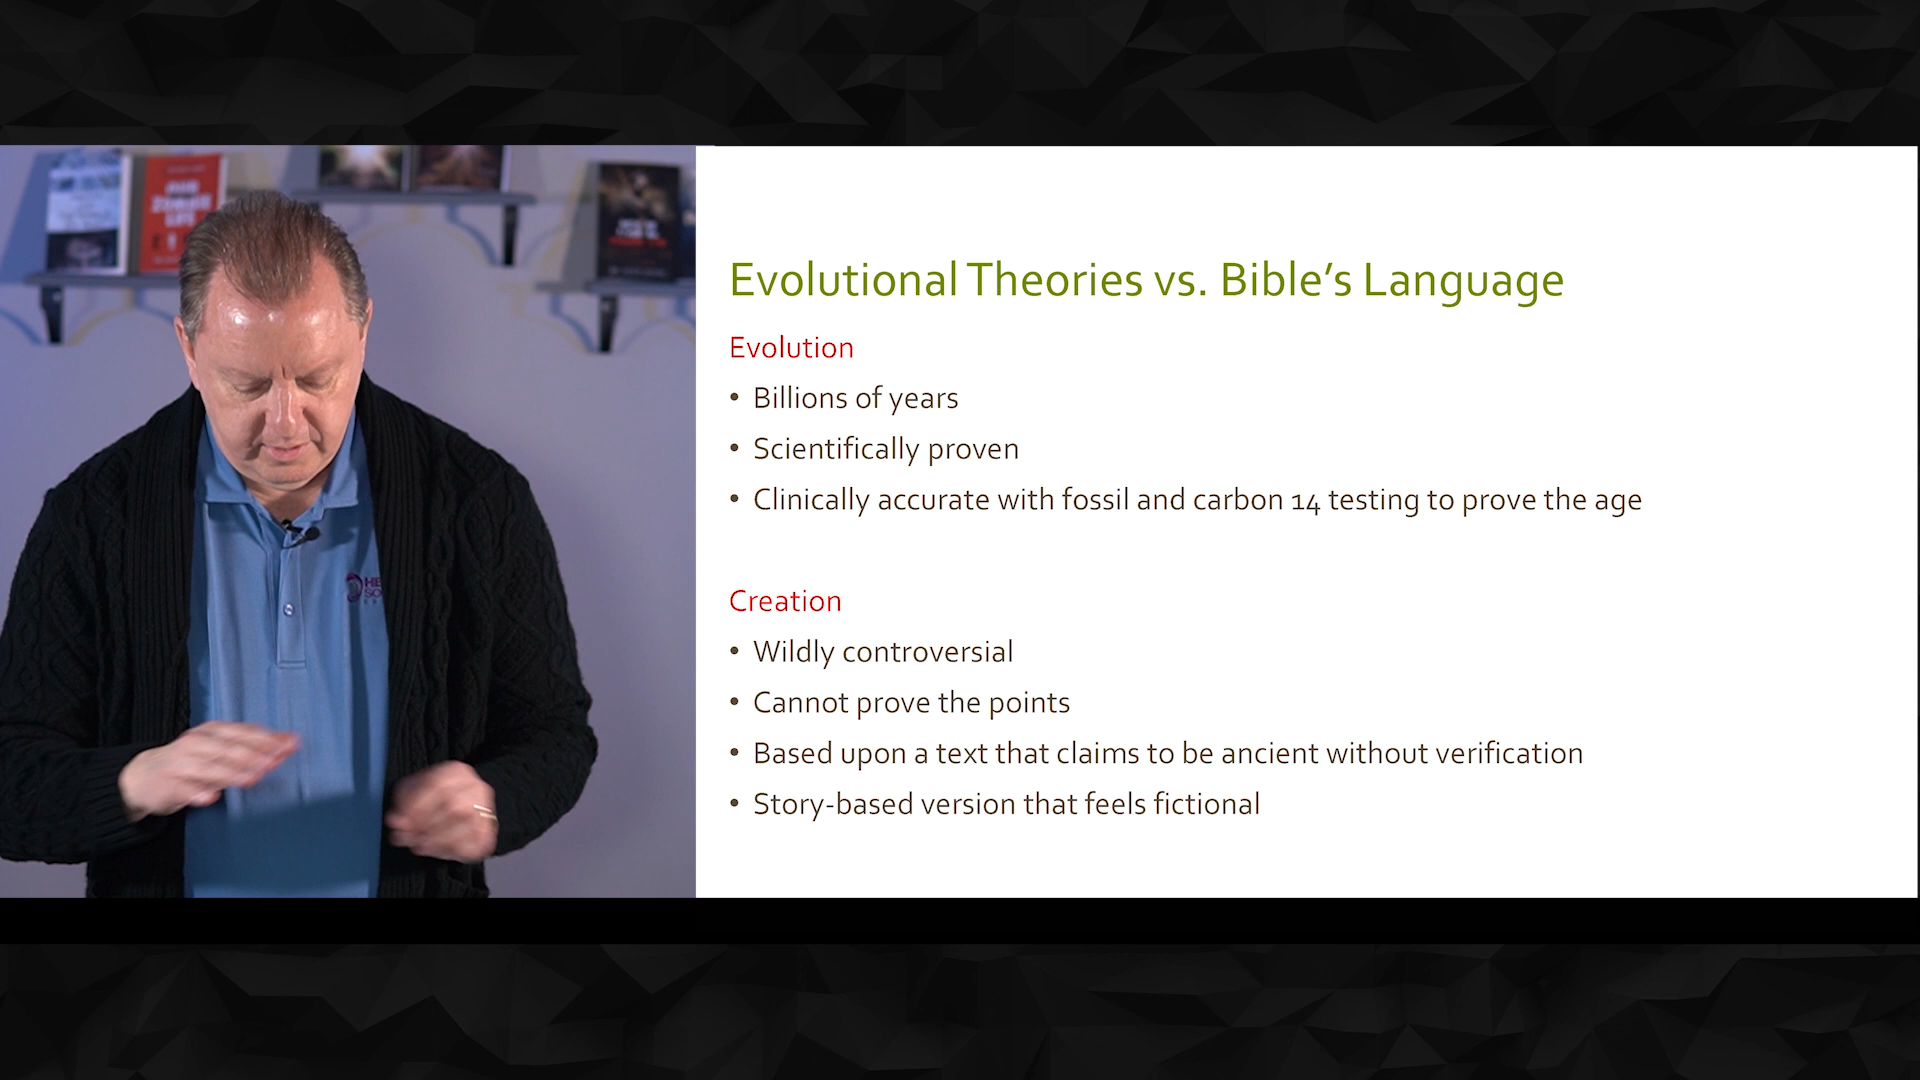 Evolutional Theories vs. Bible's Language
Evolution
• Billions of years
• Scientifically proven
• Clinically accurate with fossil and carbon 14 testing to prove the age
Creation
• Wildly controversial
• Cannot prove the points
• Based upon a text that claims to be ancient without verification
• Story-based version that feels fictional